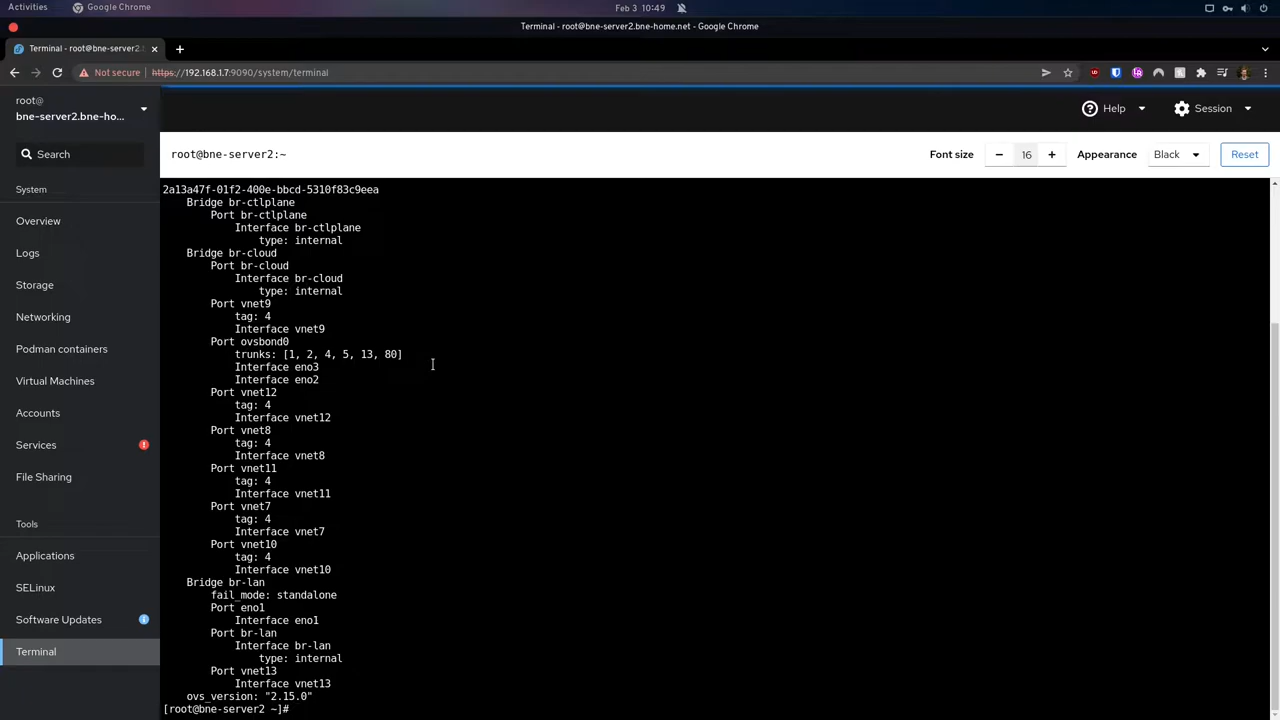 Activities
Google Chrome
Feb 3 10:49
Terminal - root@bne-server2.bne-home.net - Google Chrome
Terminal - root@bne-server2
Not secure
https://192.168.1.7:9090/system/terminal
root@
bne-server2.bne-ho...
Help
Session
Search
root@bne-server2:~
Font size
16
Appearance
Black
Reset
System
Overview
Logs
Storage
Networking
Podman containers
Virtual Machines
Accounts
Services
File Sharing
Tools
Applications
SELinux
Software Updates
Terminal
2a13a47f-01f2-400e-bbcd-5310f83c9eea
Bridge br-ctlplane
Port br-ctlplane
Interface br-ctlplane
type: internal
Bridge br-cloud
Port br-cloud
Interface br-cloud
type: internal
Port vnet9
tag: 4
Interface vnet9
Port ovsbond0
trunks: [1, 2, 4, 5, 13, 80]
Interface eno3
Interface eno2
Port vnet12
tag: 4
Interface vnet12
Port vnet8
tag: 4
Interface vnet8
Port vnet11
tag: 4
Interface vnet11
Port vnet7
tag: 4
Interface vnet7
Port vnet10
tag: 4
Interface vnet10
Bridge br-lan
fail_mode: standalone
Port eno1
Interface eno1
Port br-lan
Interface br-lan
type: internal
Port vnet13
Interface vnet13
ovs_version: "2.15.0"
[root@bne-server2 ~]#